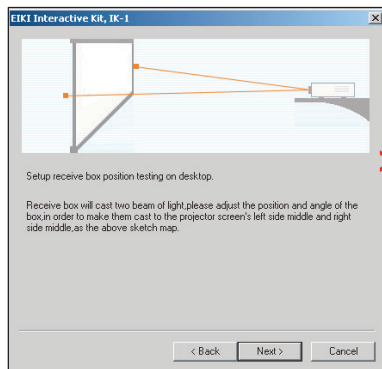 EIKI Interactive Kit, IK-1
Setup receive box position testing on desktop.
Receive box will cast two beam of light,please adjust the position and angle of the
box,in order to make them cast to the projector screen's left side middle and right
side middle,as the above sketch map.
< Back
Next >
Cancel